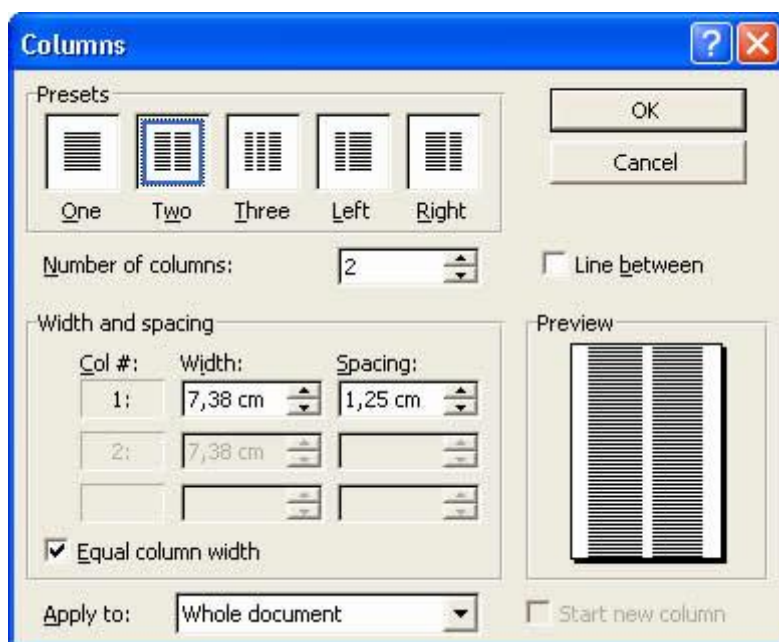 Columns
Presets
One Two Three Left Right
OK
Cancel
Number of columns: 2
Line between
Width and spacing
Col #: Width: Spacing:
1: 7,38 cm 1,25 cm
2: 7,38 cm
Equal column width
Preview
Apply to: Whole document
Start new column